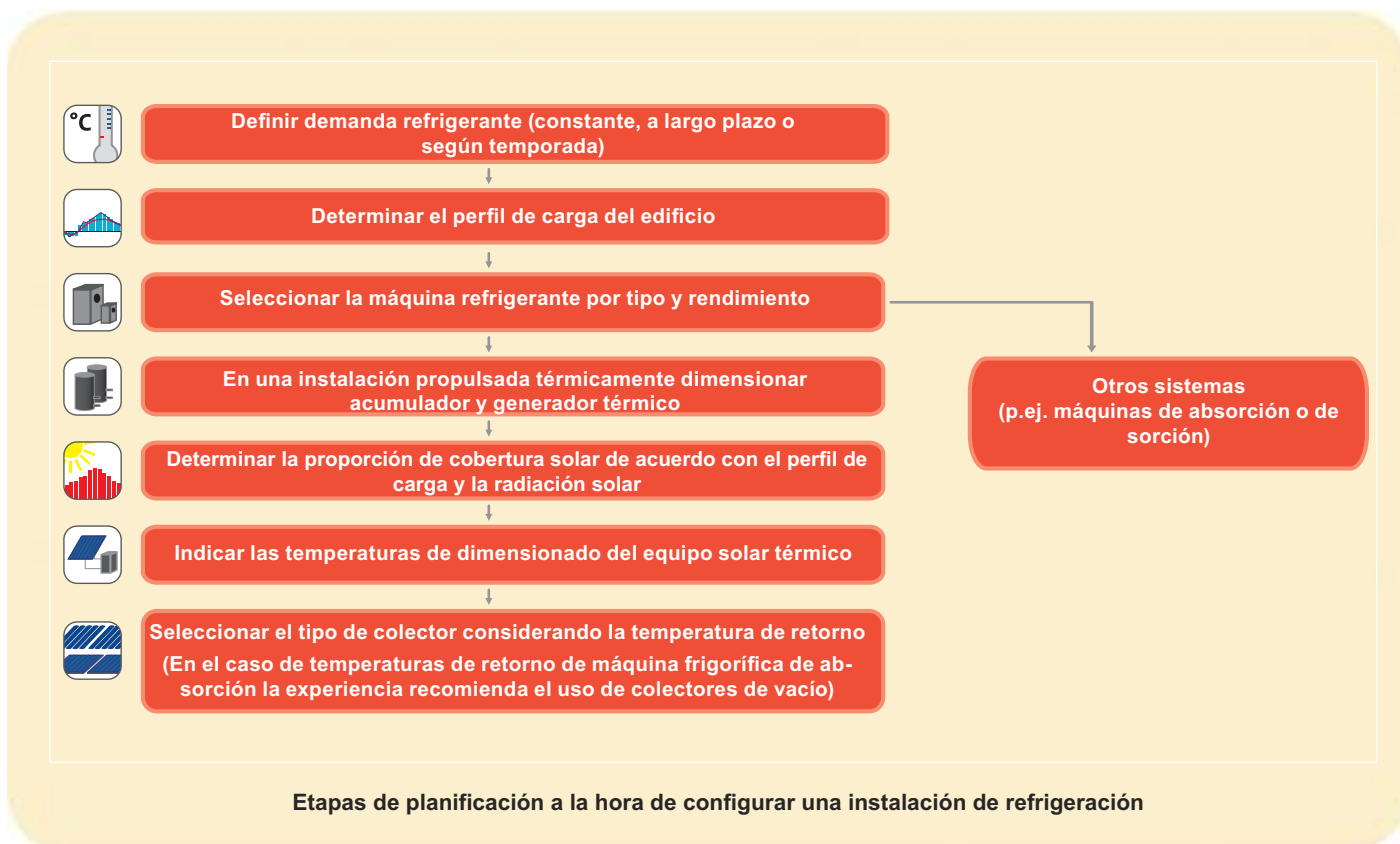 °C
Definir demanda refrigerante (constante, a largo plazo o
según temporada)
Determinar el perfil de carga del edificio
Seleccionar la máquina refrigerante por tipo y rendimiento
En una instalación propulsada térmicamente dimensionar
acumulador y generador térmico
Otros sistemas
(p.ej. máquinas de absorción o de
sorción)
Determinar la proporción de cobertura solar de acuerdo con el perfil de
carga y la radiación solar
Indicar las temperaturas de dimensionado del equipo solar térmico
Seleccionar el tipo de colector considerando la temperatura de retorno
(En el caso de temperaturas de retorno de máquina frigorífica de ab-
sorción la experiencia recomienda el uso de colectores de vacío)
Etapas de planificación a la hora de configurar una instalación de refrigeración